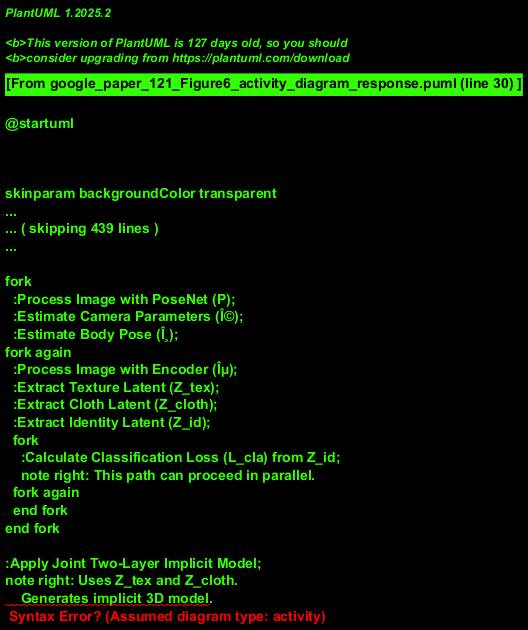 PlantUML 1.2025.2
<b>This version of PlantUML is 127 days old, so you should
<b>consider upgrading from https://plantuml.com/download
[From google_paper_121_Figure6_activity_diagram_response.puml (line 30) ]
@startuml
skinparam backgroundColor transparent
...
... ( skipping 439 lines )
...
fork
:Process Image with PoseNet (P);
:Estimate Camera Parameters (Î©);
:Estimate Body Pose (Î¸);
fork again
:Process Image with Encoder (Îµ);
:Extract Texture Latent (Z_tex);
:Extract Cloth Latent (Z_cloth);
:Extract Identity Latent (Z_id);
fork
:Calculate Classification Loss (L_cla) from Z_id;
note right: This path can proceed in parallel.
fork again
end fork
end fork
:Apply Joint Two-Layer Implicit Model;
note right: Uses Z_tex and Z_cloth.
Generates implicit 3D model.
Syntax Error? (Assumed diagram type: activity)